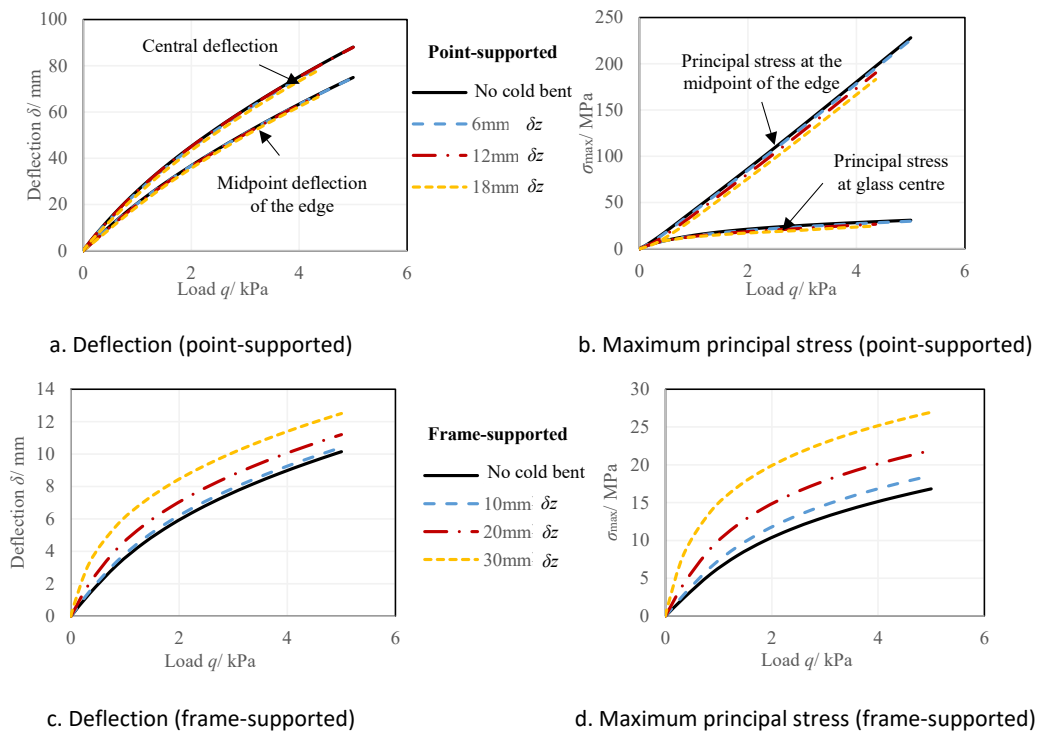 100
80
60
40
20
0
0
2
4
6
Deflection δ/ mm
Load q/ kPa
Central deflection
Midpoint deflection
of the edge
Point-supported
No cold bent
6mm δz
12mm δz
18mm δz
250
200
150
100
50
0
0
2
4
6
σmax/ MPa
Load q/ kPa
Principal stress at the
midpoint of the edge
Principal stress
at glass centre
a. Deflection (point-supported)
b. Maximum principal stress (point-supported)
14
12
10
8
6
4
2
0
0
2
4
6
Deflection δ/ mm
Load q/ kPa
Frame-supported
No cold bent
10mm δz
20mm δz
30mm δz
30
25
20
15
10
5
0
0
2
4
6
σmax/ MPa
Load q/ kPa
c. Deflection (frame-supported)
d. Maximum principal stress (frame-supported)